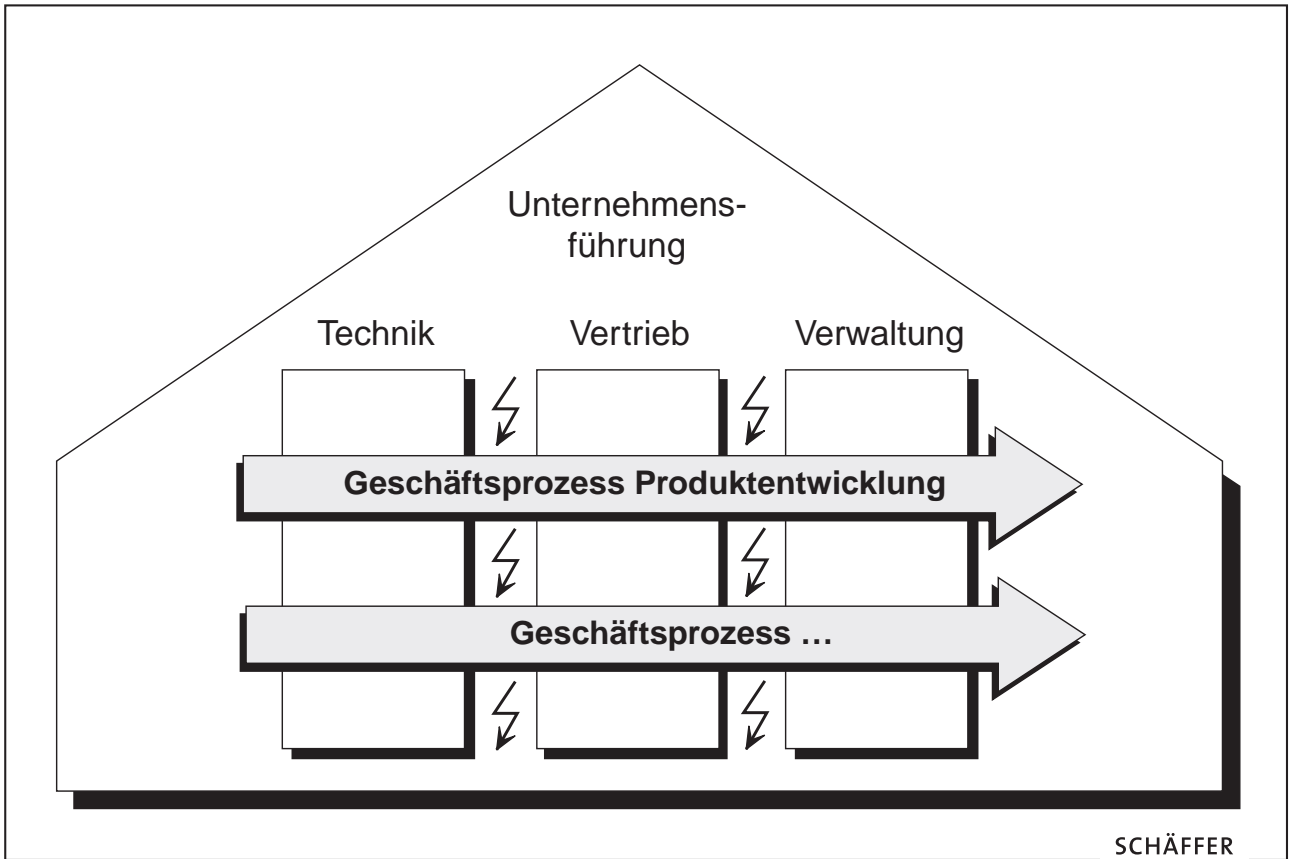 Unternehmens-
führung
Technik Vertrieb Verwaltung
Geschäftsprozess Produktentwicklung
Geschäftsprozess …
SCHÄFFER